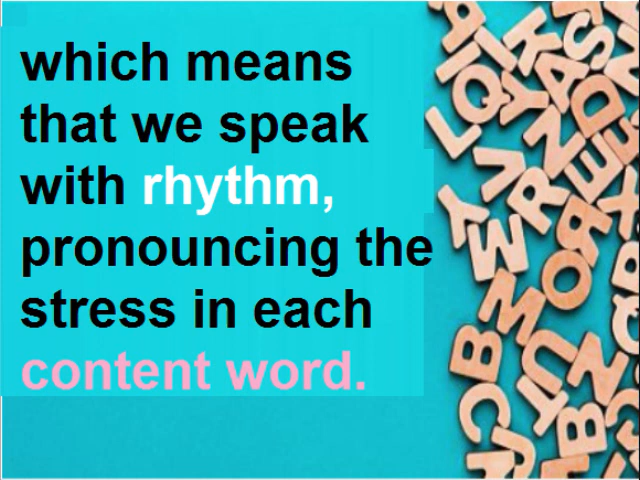 which means
that we speak
with rhythm,
pronouncing the
stress in each
content word.